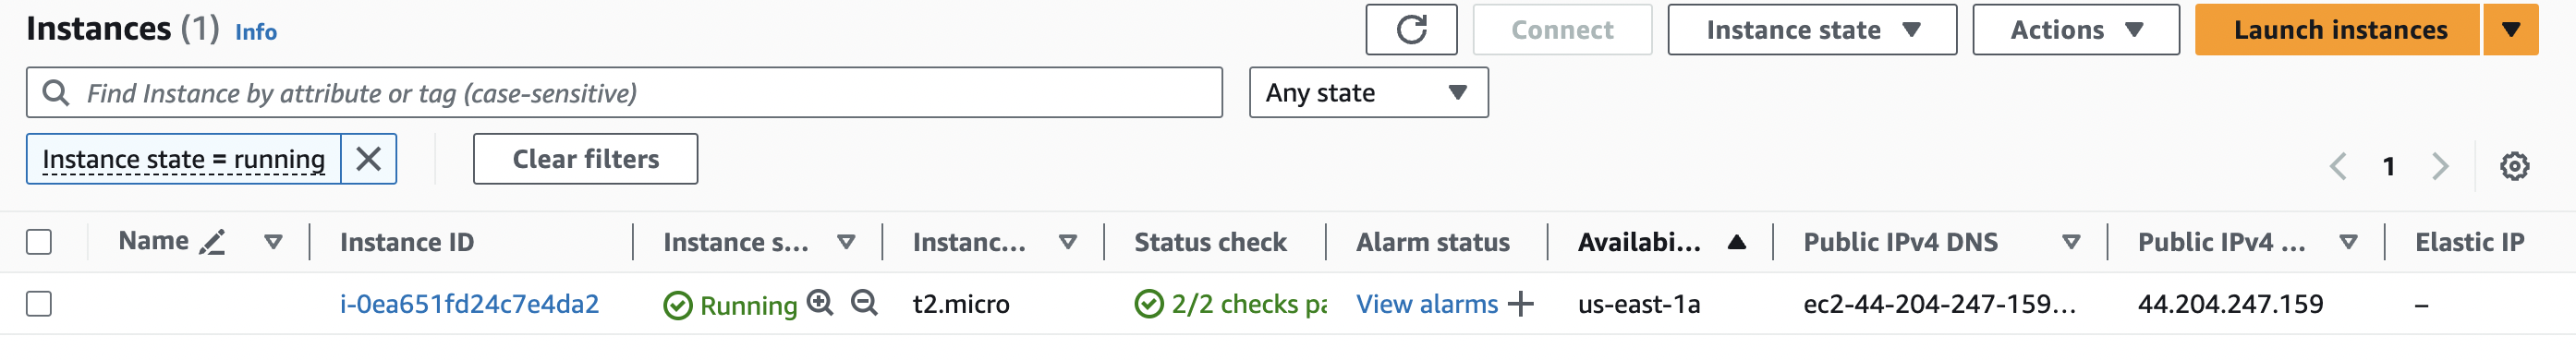 Instances (1) Info Connect Instance state Actions Launch instances
Find Instance by attribute or tag (case-sensitive) Any state
Instance state = running Clear filters 1
Name Instance ID Instance s... Instanc... Status check Alarm status Availabi... Public IPv4 DNS Public IPv4 ... Elastic IP
i-0ea651fd24c7e4da2 Running t2.micro 2/2 checks pa View alarms + us-east-1a ec2-44-204-247-159... 44.204.247.159 –